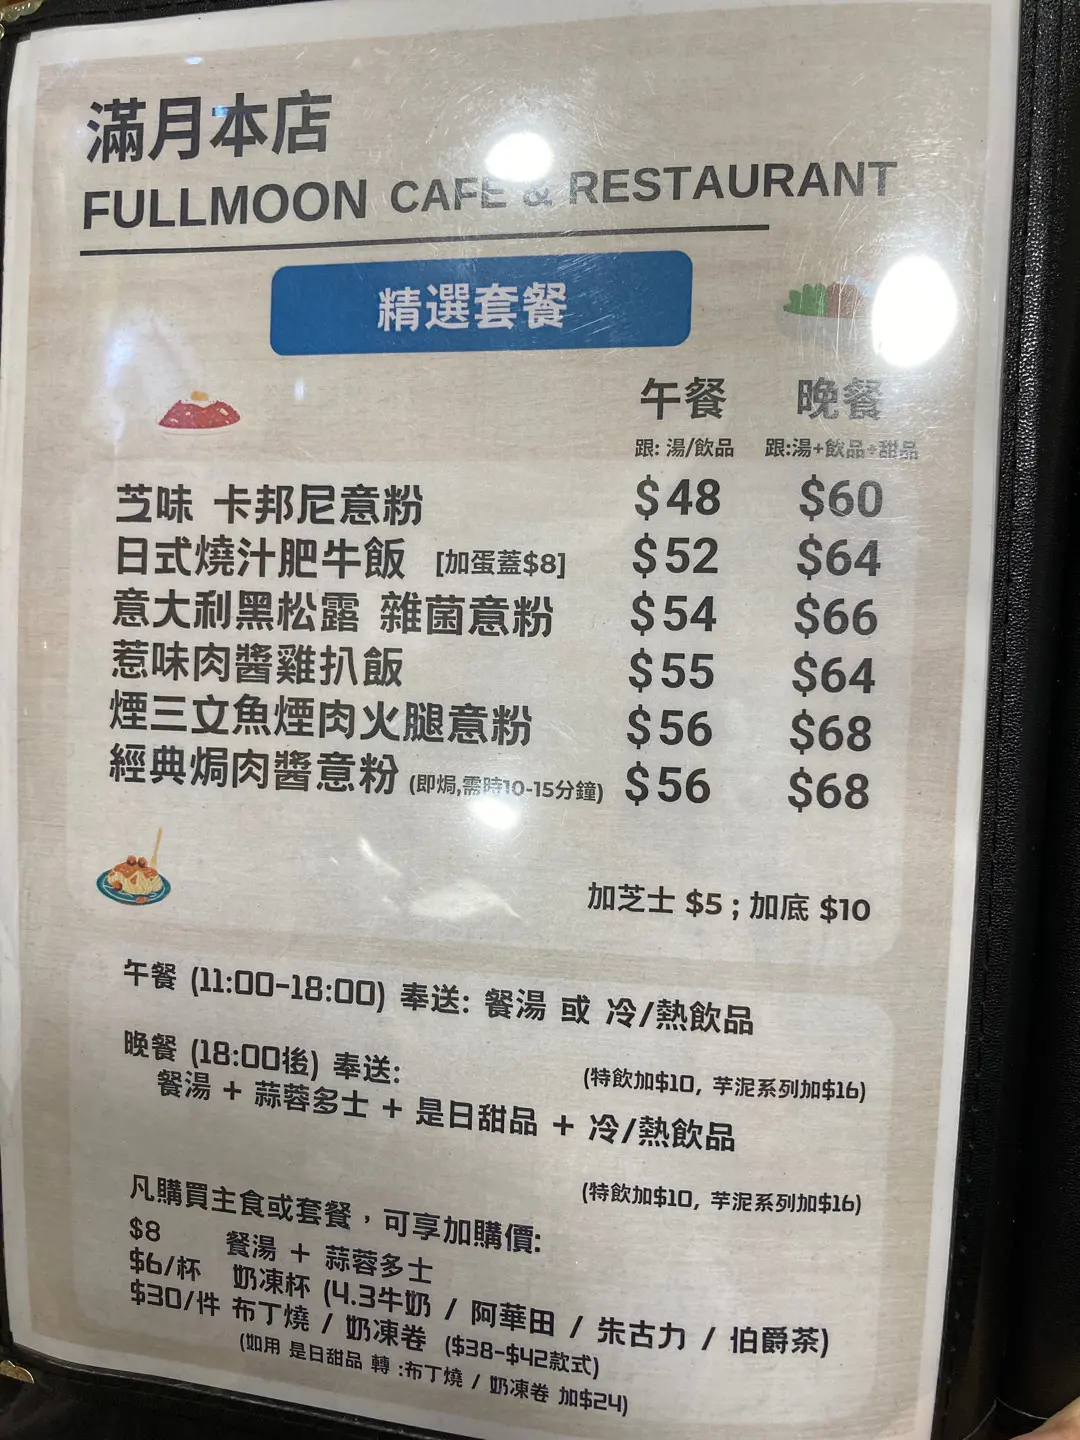 滿月本店
FULLMOON CAFE & RESTAURANT
精選套餐
午餐 晚餐
跟: 湯/飲品 跟:湯+飲品+甜品
芝味 卡邦尼意粉 $48 $60
日式燒汁肥牛飯 [加蛋蓋$8] $52 $64
意大利黑松露 雜菌意粉 $54 $66
惹味肉醬雞扒飯 $55 $64
煙三文魚煙肉火腿意粉 $56 $68
經典焗肉醬意粉 (即焗,需時10-15分鐘) $56 $68
加芝士 $5 ; 加底 $10
午餐 (11:00-18:00) 奉送: 餐湯 或 冷/熱飲品
(特飲加$10, 芋泥系列加$16)
晚餐 (18:00後) 奉送:
餐湯 + 蒜蓉多士 + 是日甜品 + 冷/熱飲品
(特飲加$10, 芋泥系列加$16)
凡購買主食或套餐，可享加購價:
$8 餐湯 + 蒜蓉多士
$6/杯 奶凍杯 (4.3牛奶 / 阿華田 / 朱古力 / 伯爵茶)
$30/件 布丁燒 / 奶凍卷 ($38-$42款式)
(如用 是日甜品 轉 :布丁燒 / 奶凍卷 加$24)